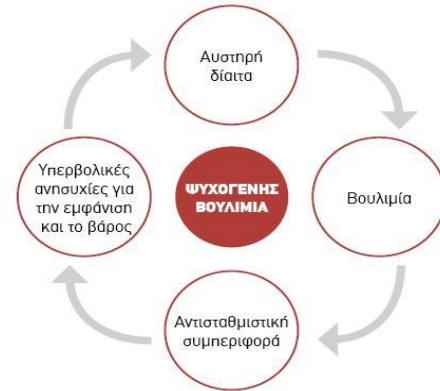 Αυστηρή
δίαιτα
Υπερβολικές
ανησυχίες για
την εμφάνιση
και το βάρος
ΨΥΧΟΓΕΝΗΣ
ΒΟΥΛΙΜΙΑ
Βουλιμία
Αντισταθμιστική
συμπεριφορά